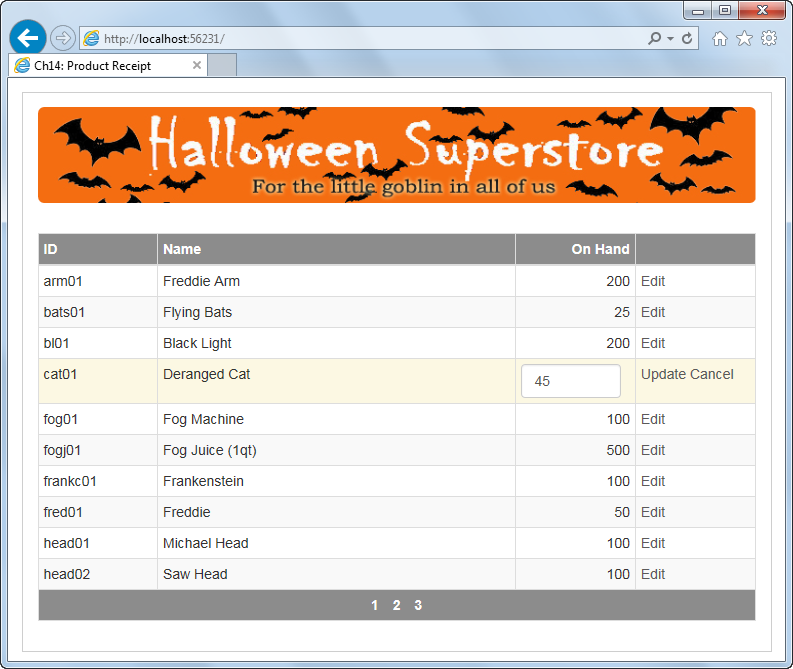 http://localhost:56231/
Ch14: Product Receipt
Halloween Superstore
For the little goblin in all of us
ID Name On Hand
arm01 Freddie Arm 200 Edit
bats01 Flying Bats 25 Edit
bl01 Black Light 200 Edit
cat01 Deranged Cat 45 Update Cancel
fog01 Fog Machine 100 Edit
fogj01 Fog Juice (1qt) 500 Edit
frankc01 Frankenstein 100 Edit
fred01 Freddie 50 Edit
head01 Michael Head 100 Edit
head02 Saw Head 100 Edit
1 2 3